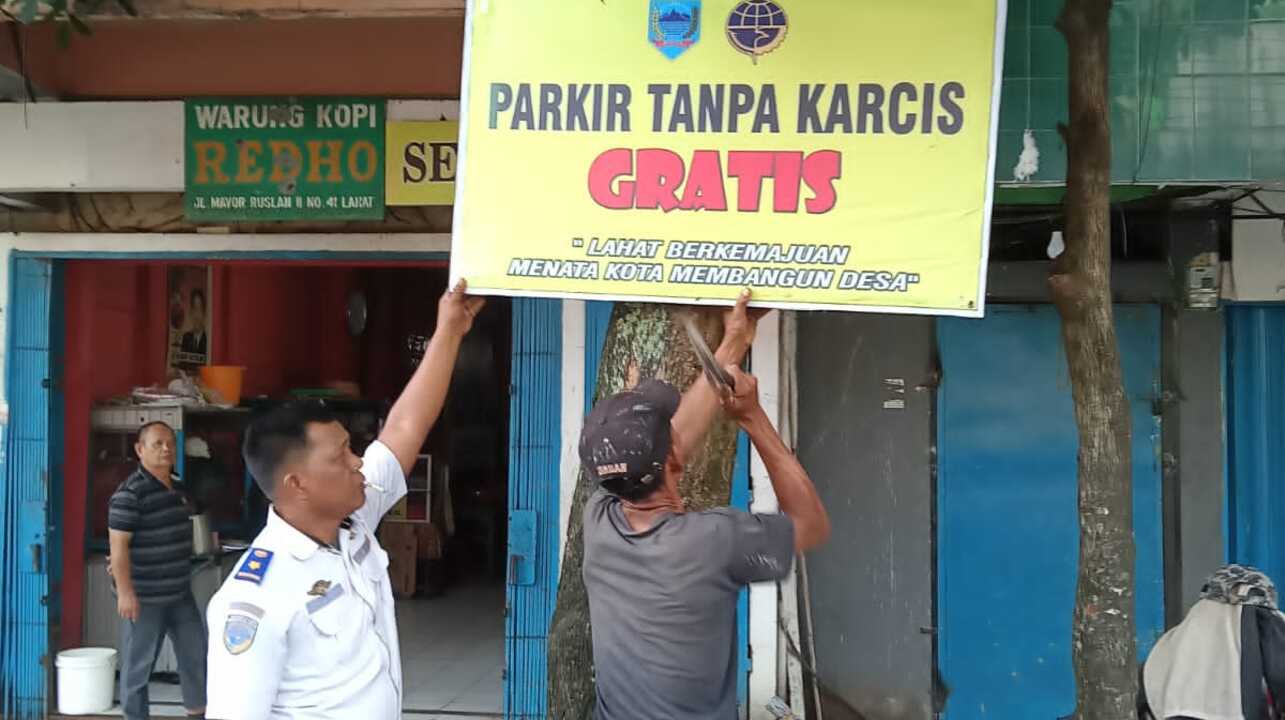 WARUNG KOPI
REDHO
JL MAYOR RUSLAN II NO. 41 LAHAT
SE
PARKIR TANPA KARCIS
GRATIS
" LAHAT BERKEMAJUAN
MENATA KOTA MEMBANGUN DESA"